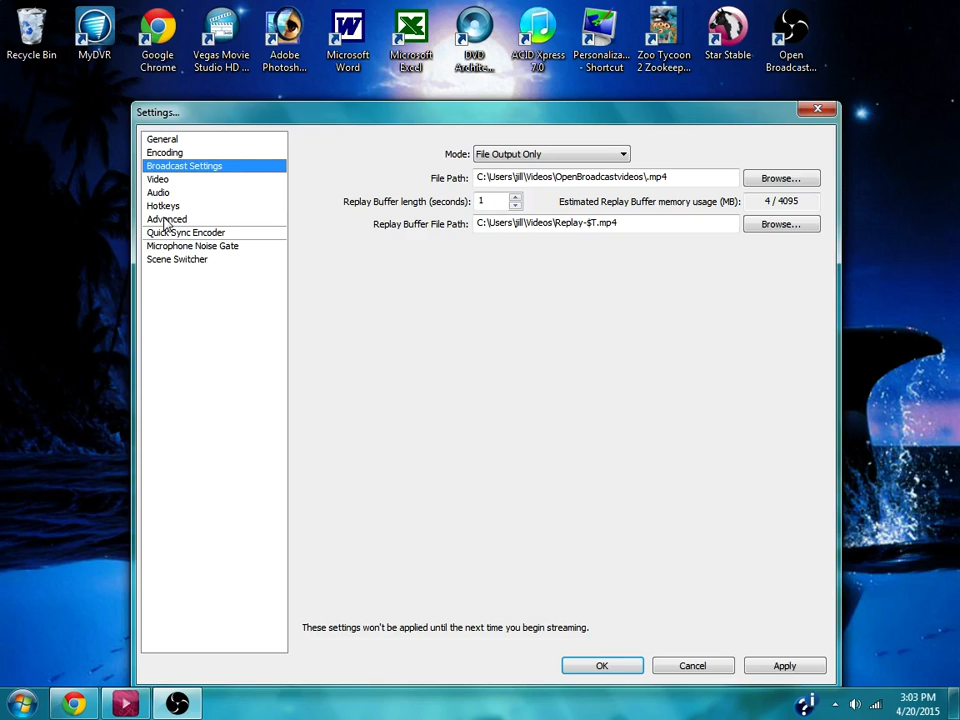 Recycle Bin
MyDVR
Google Chrome
Vegas Movie Studio HD ...
Adobe Photosh...
Microsoft Word
Microsoft Excel
DVD Archite...
ACID Xpress 7.0
Personaliza... - Shortcut
Zoo Tycoon 2 Zookeep...
Star Stable
Open Broadcast...
Settings...
General
Encoding
Broadcast Settings
Video
Audio
Hotkeys
Advanced
Quick Sync Encoder
Microphone Noise Gate
Scene Switcher
Mode: File Output Only
File Path: C:\Users\jill\Videos\OpenBroadcastvideos\.mp4 Browse...
Replay Buffer length (seconds): 1 Estimated Replay Buffer memory usage (MB): 4 / 4095
Replay Buffer File Path: C:\Users\jill\Videos\Replay-$T.mp4 Browse...
These settings won't be applied until the next time you begin streaming.
OK Cancel Apply
3:03 PM
4/20/2015